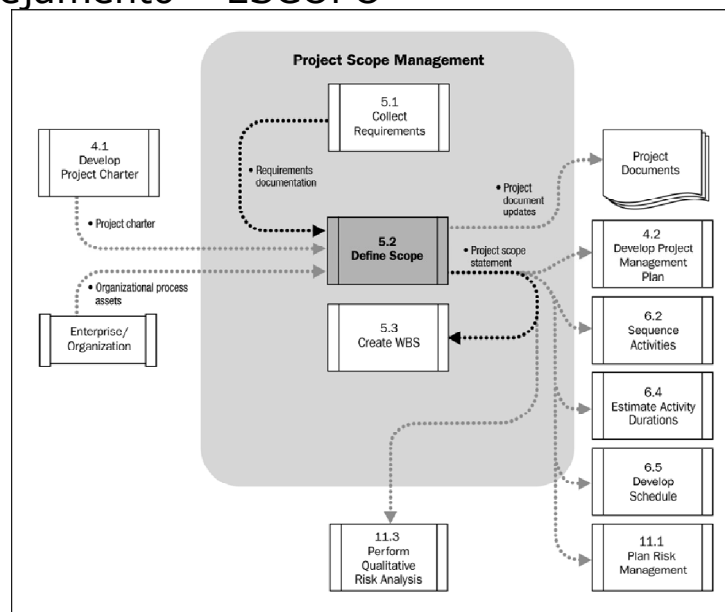 Project Scope Management
5.1
Collect
Requirements
4.1
Develop
Project Charter
• Requirements
documentation
Project
Documents
• Project
document
updates
• Project charter
5.2
Define Scope
• Project scope
statement
4.2
Develop Project
Management
Plan
• Organizational process
assets
Enterprise/
Organization
5.3
Create WBS
6.2
Sequence
Activities
6.4
Estimate Activity
Durations
6.5
Develop
Schedule
11.3
Perform
Qualitative
Risk Analysis
11.1
Plan Risk
Management